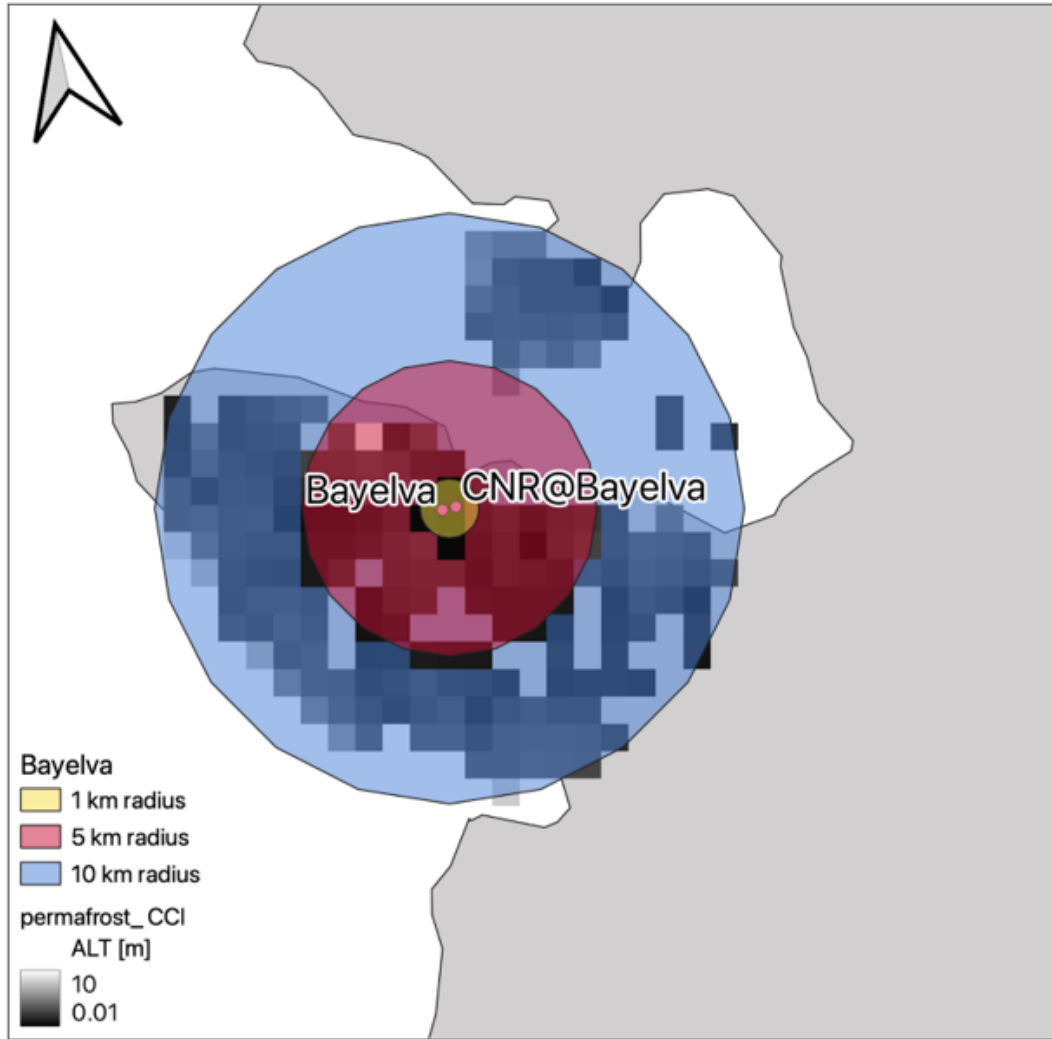 Bayelva
CNR@Bayelva
Bayelva
1 km radius
5 km radius
10 km radius
permafrost_CCI
ALT [m]
10
0.01